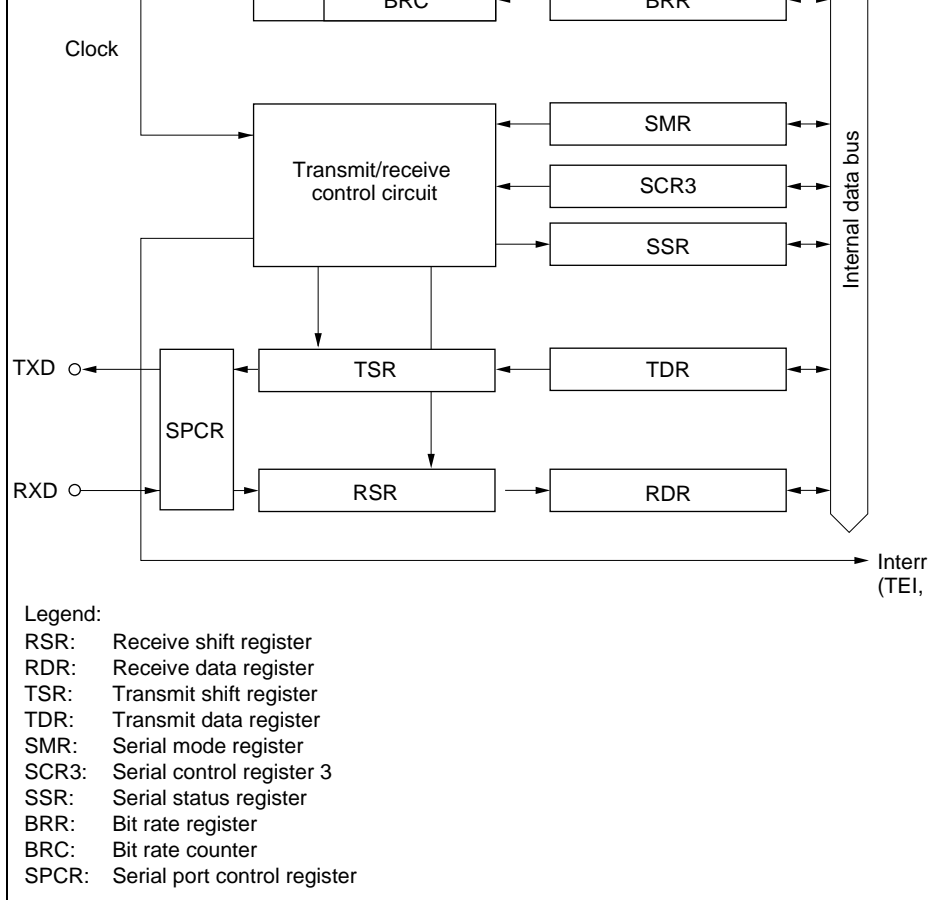 BRC
BRR
Clock
SMR
Transmit/receive
control circuit
SCR3
SSR
Internal data bus
TXD
TSR
TDR
SPCR
RXD
RSR
RDR
Interr
(TEI,
Legend:
RSR: Receive shift register
RDR: Receive data register
TSR: Transmit shift register
TDR: Transmit data register
SMR: Serial mode register
SCR3: Serial control register 3
SSR: Serial status register
BRR: Bit rate register
BRC: Bit rate counter
SPCR: Serial port control register